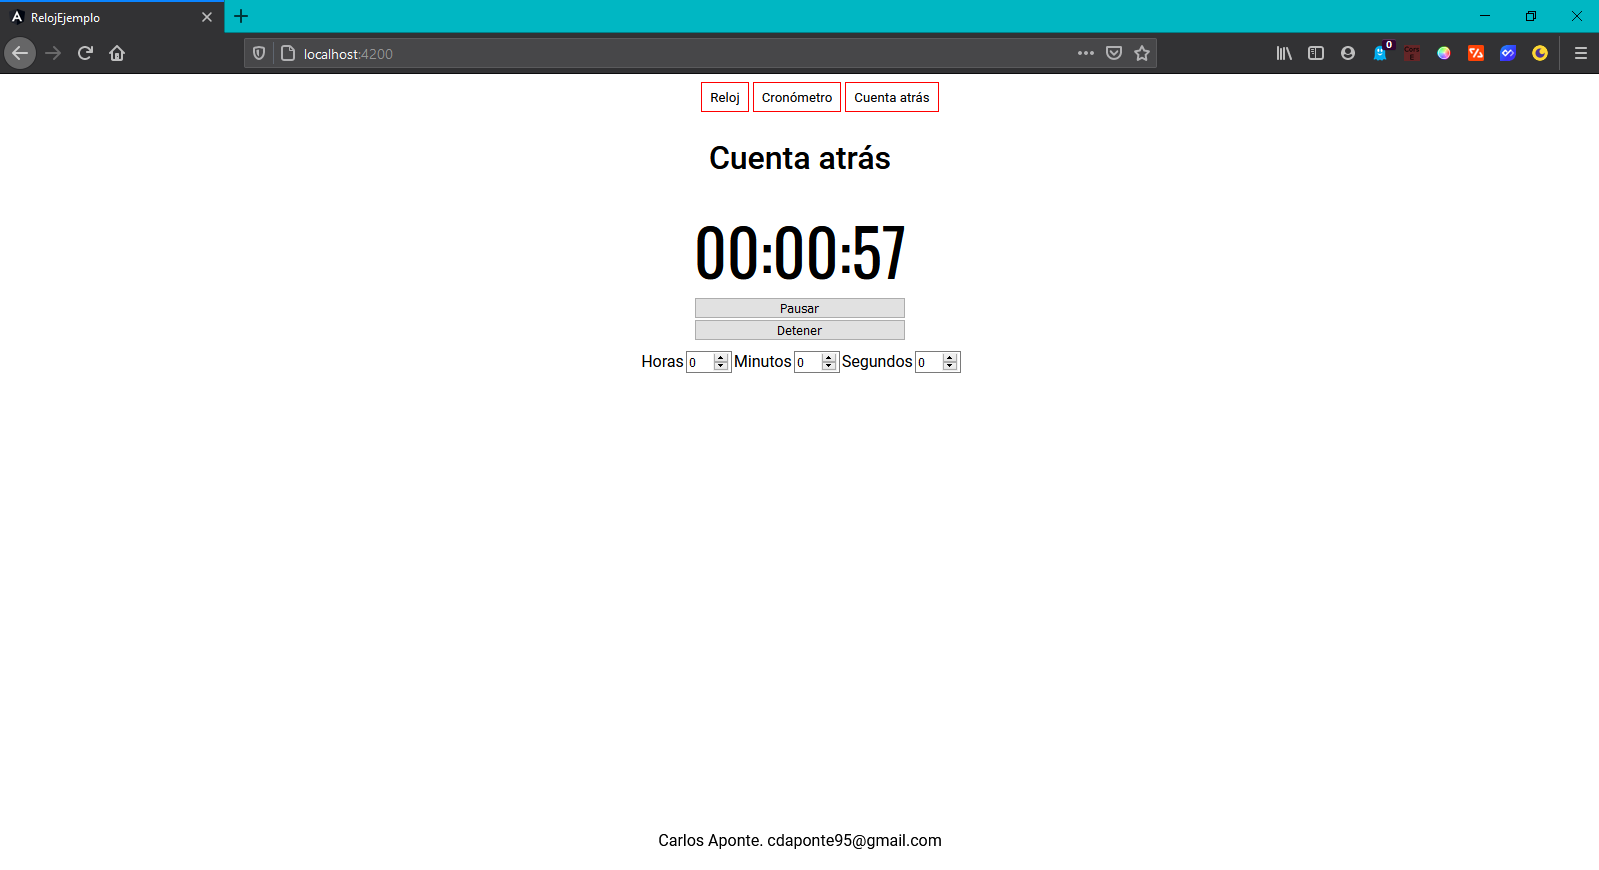 RelojEjemplo
localhost:4200
0
Reloj Cronómetro Cuenta atrás
Cuenta atrás
00:00:57
Pausar
Detener
Horas 0 Minutos 0 Segundos 0
Carlos Aponte. cdaponte95@gmail.com